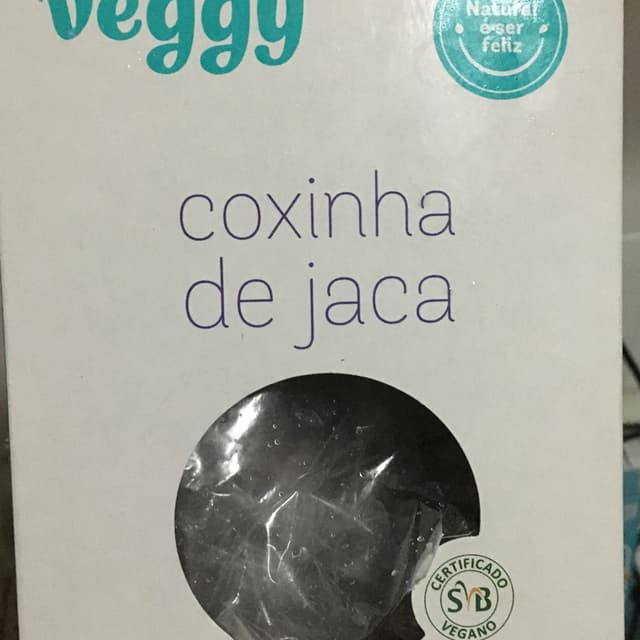 veggy
Natural
é ser
feliz
coxinha
de jaca
CERTIFICADO
SVB
VEGANO